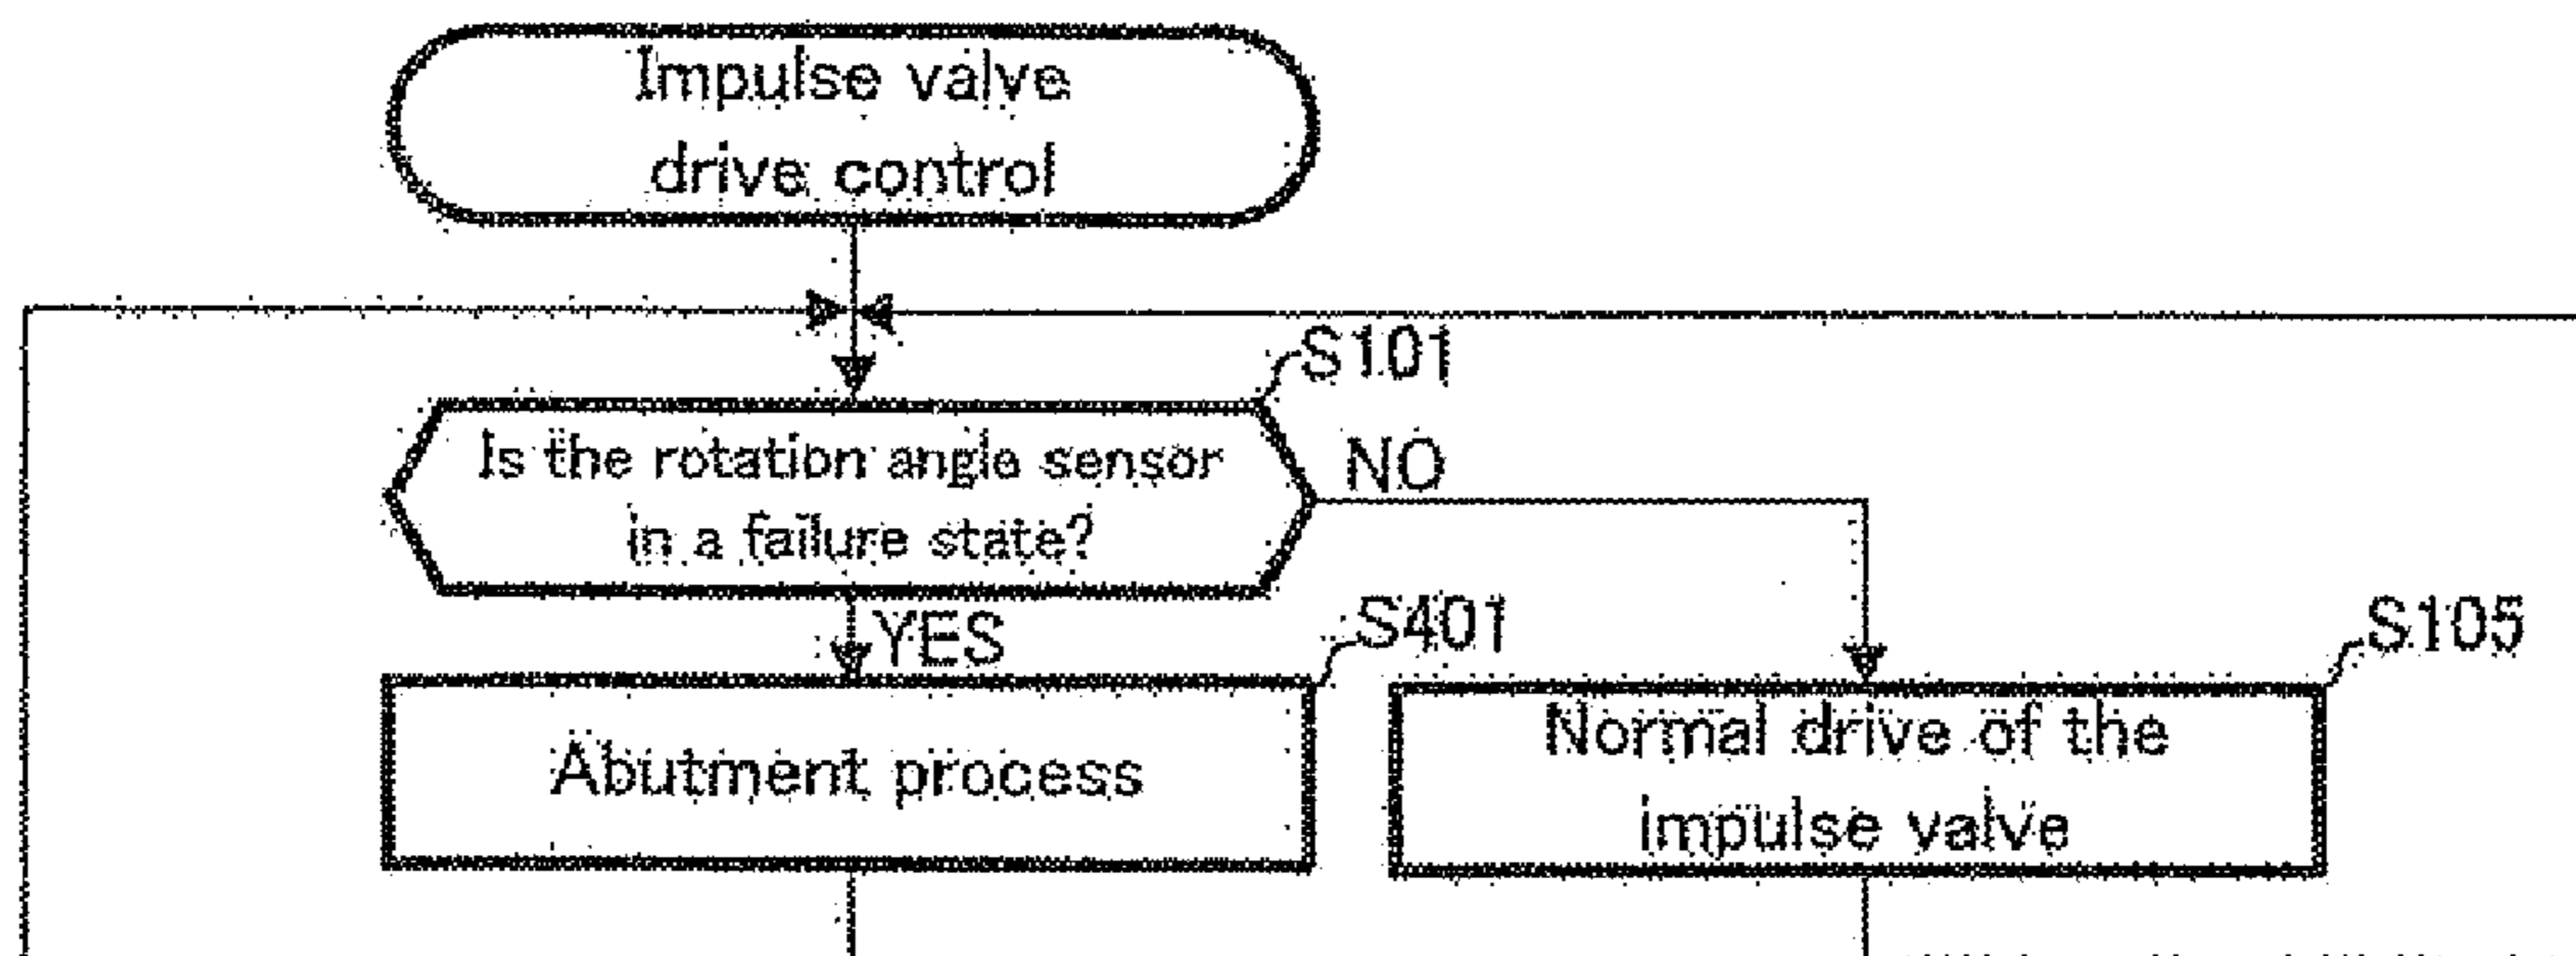 Impulse valve
drive control
S101
Is the rotation angle sensor
in a failure state?
NO
YES
S401
S105
Abutment process
Normal drive of the
impulse valve